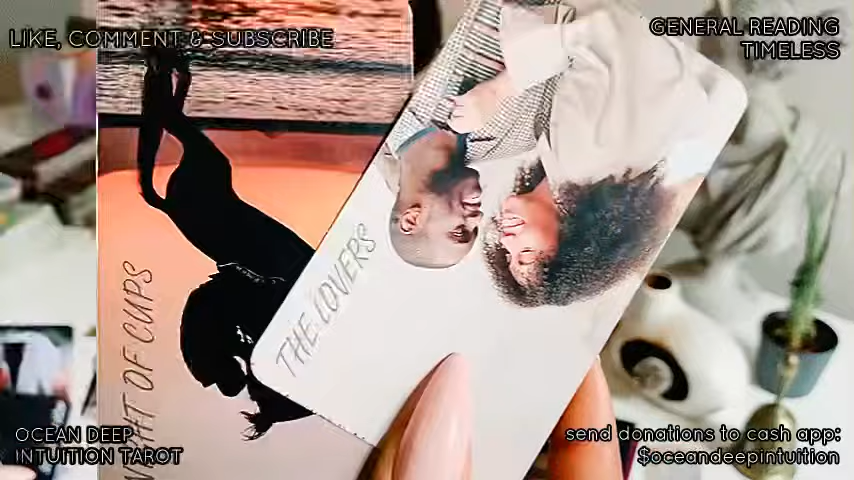 LIKE, COMMENT & SUBSCRIBE
GENERAL READING
TIMELESS
THE LOVERS
KNIGHT OF CUPS
OCEAN DEEP
INTUITION TAROT
send donations to cash app:
$oceandeepintuition